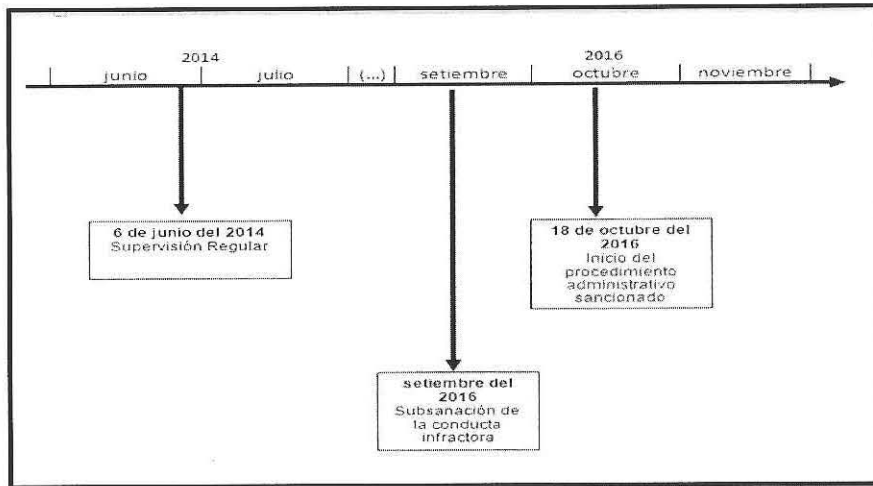 2014
2016
junio
julio
(...)
setiembre
octubre
noviembre
6 de junio del 2014
Supervisión Regular
18 de octubre del
2016
Inicio del
procedimiento
administrativo
sancionado
setiembre del
2016
Subsanación de
la conducta
infractora